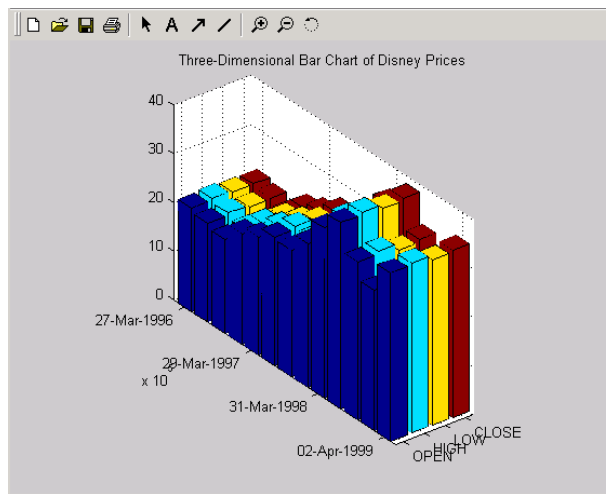 A
Three-Dimensional Bar Chart of Disney Prices
40
30
20
10
0
27-Mar-1996
29-Mar-1997
x 10
31-Mar-1998
02-Apr-1999
OPEN
HIGH
LOW
CLOSE